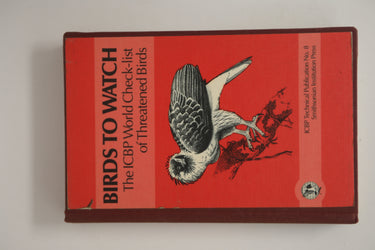 BIRDS TO WATCH
The ICBP World Check-list
of Threatened Birds
ICBP Technical Publication No. 8
Smithsonian Institution Press